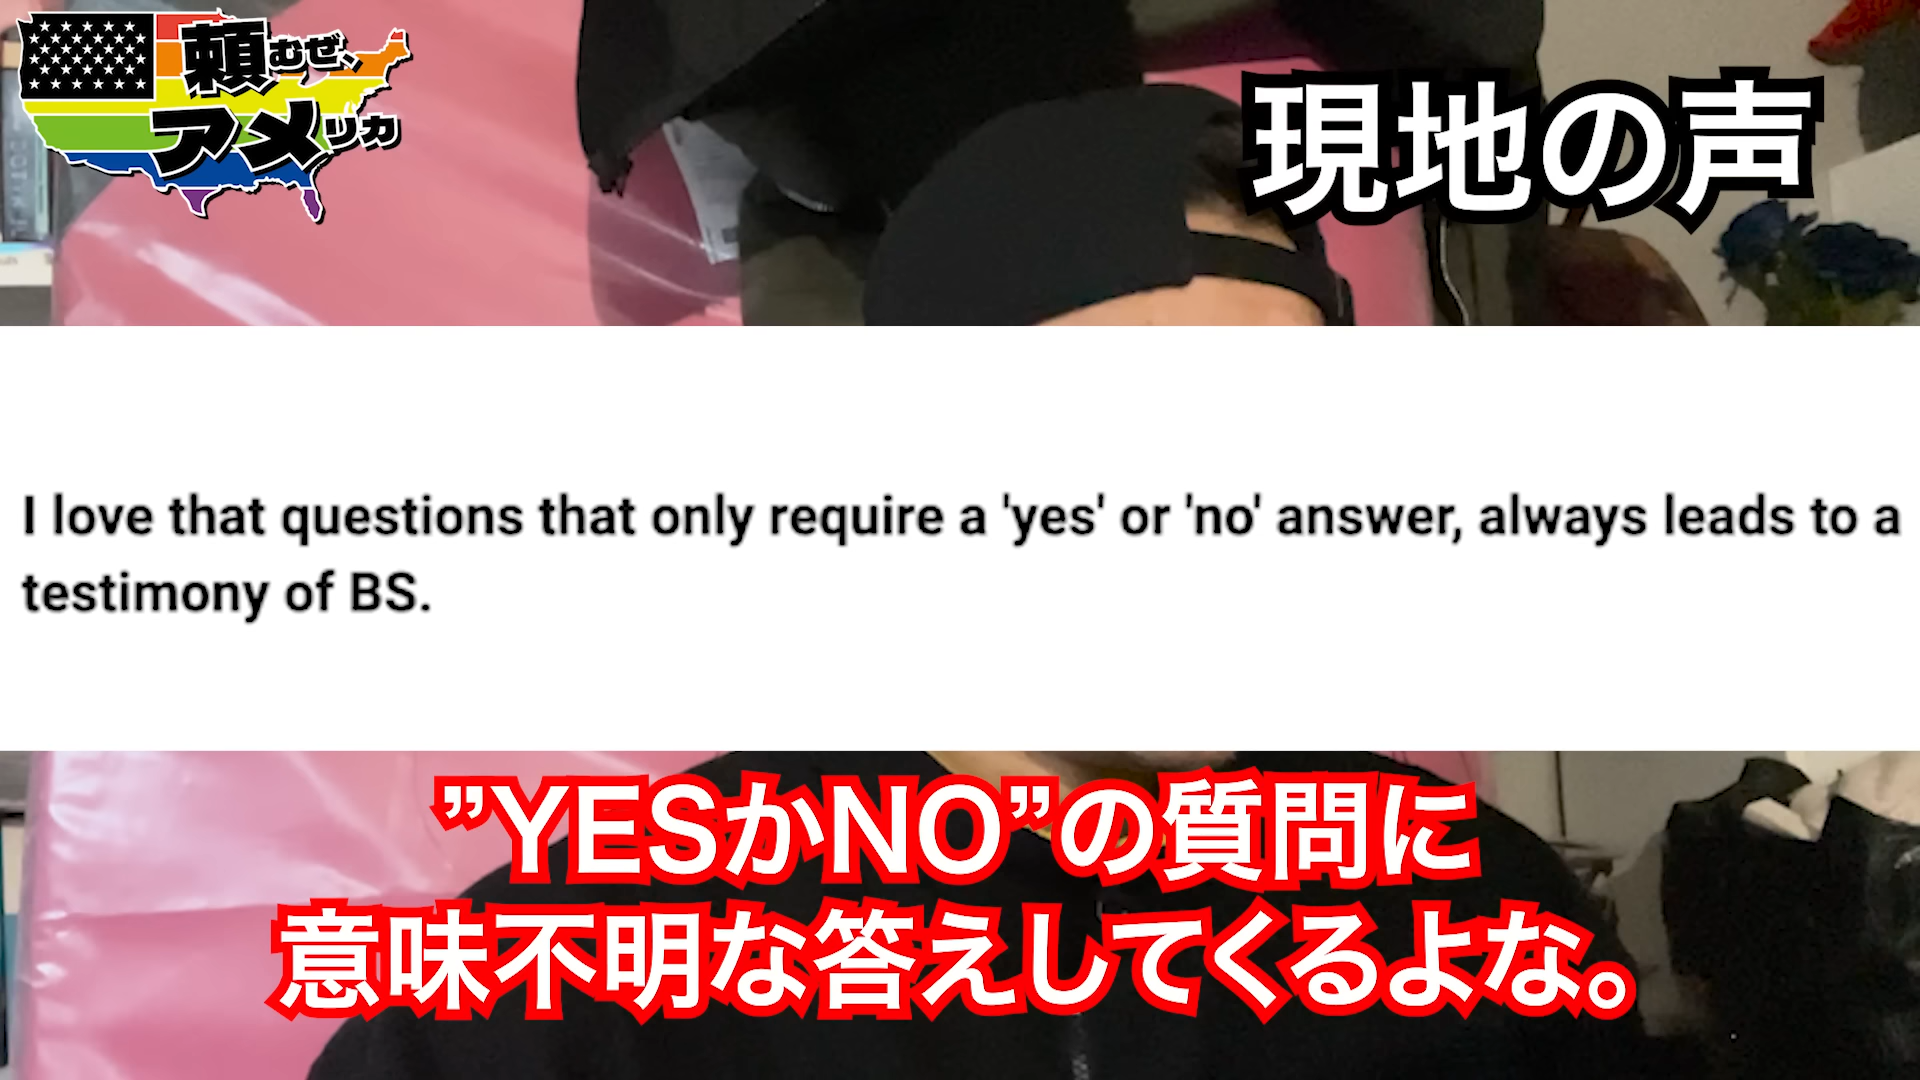 頼むぜ、
アメリカ
現地の声
I love that questions that only require a 'yes' or 'no' answer, always leads to a
testimony of BS.
”YESかNO”の質問に
意味不明な答えしてくるよな。